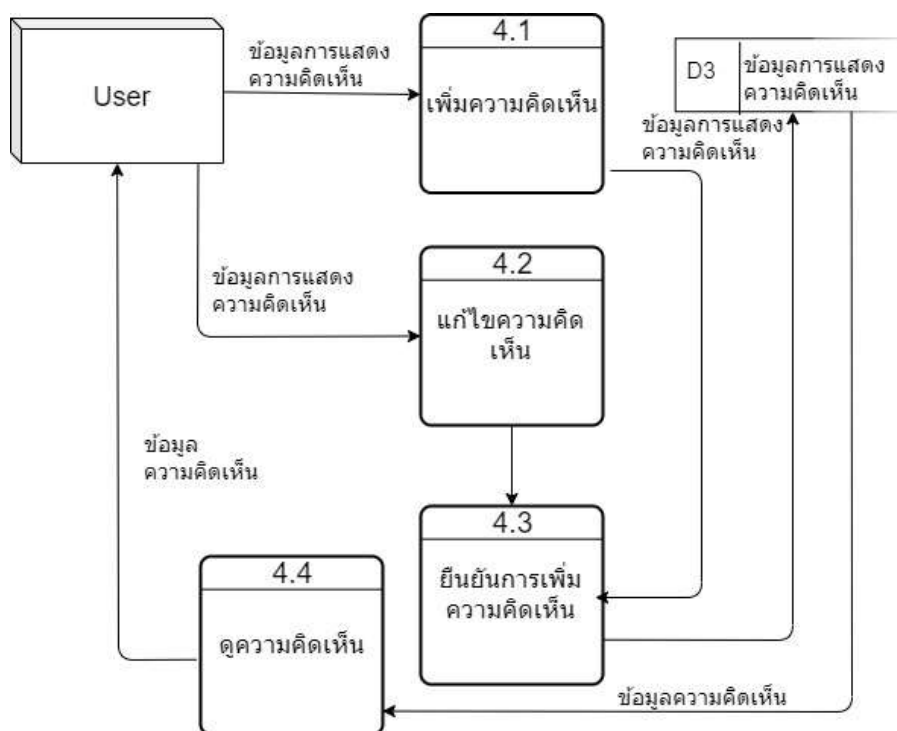 User
ข้อมูลการแสดง
ความคิดเห็น
4.1
เพิ่มความคิดเห็น
D3
ข้อมูลการแสดง
ความคิดเห็น
ข้อมูลการแสดง
ความคิดเห็น
ข้อมูลการแสดง
ความคิดเห็น
4.2
แก้ไขความคิด
เห็น
ข้อมูล
ความคิดเห็น
4.3
ยืนยันการเพิ่ม
ความคิดเห็น
4.4
ดูความคิดเห็น
ข้อมูลความคิดเห็น